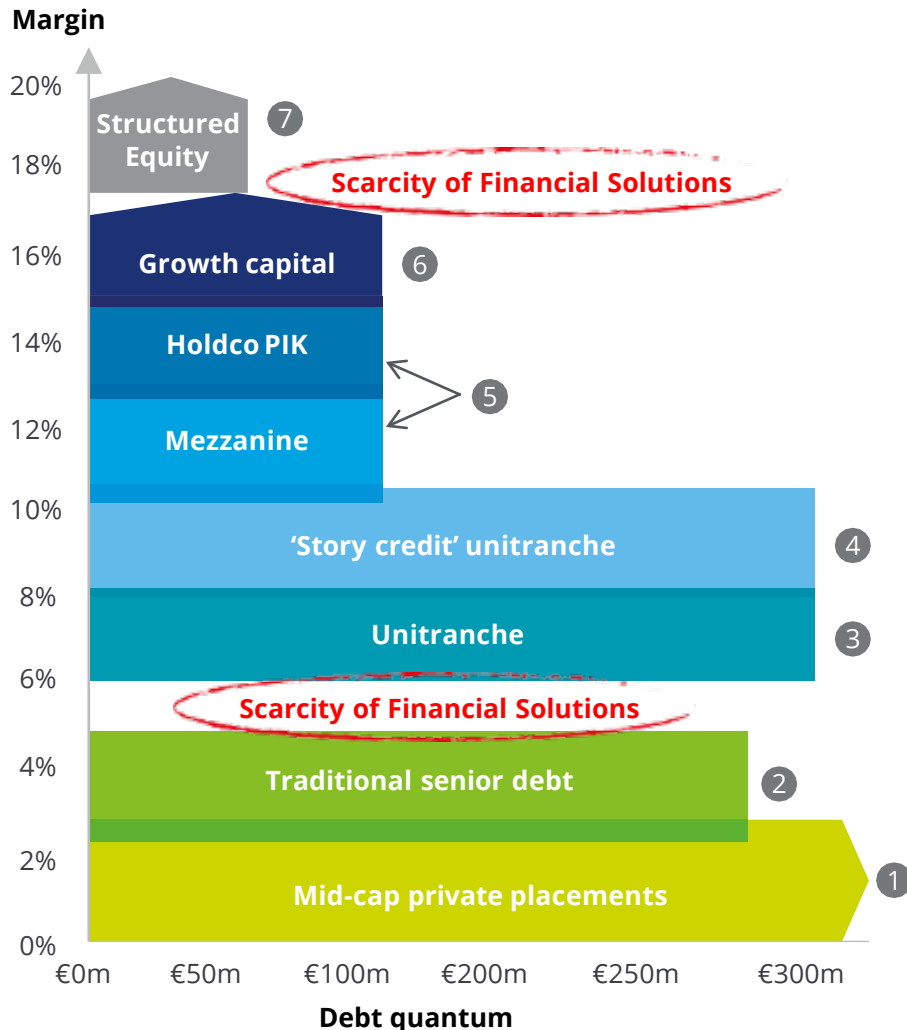 Margin
20%
Structured
Equity
7
18%
Scarcity of Financial Solutions
16%
Growth capital
6
14%
Holdco PIK
5
12%
Mezzanine
10%
‘Story credit’ unitranche
4
8%
Unitranche
3
6%
Scarcity of Financial Solutions
4%
Traditional senior debt
2
2%
Mid-cap private placements
1
0%
€0m €50m €100m €200m €250m €300m
Debt quantum